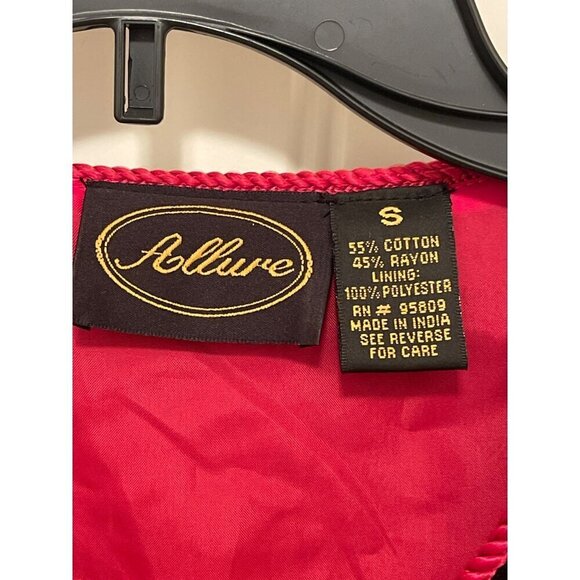 Allure
S
55% COTTON
45% RAYON
LINING:
100% POLYESTER
RN # 95809
MADE IN INDIA
SEE REVERSE
FOR CARE